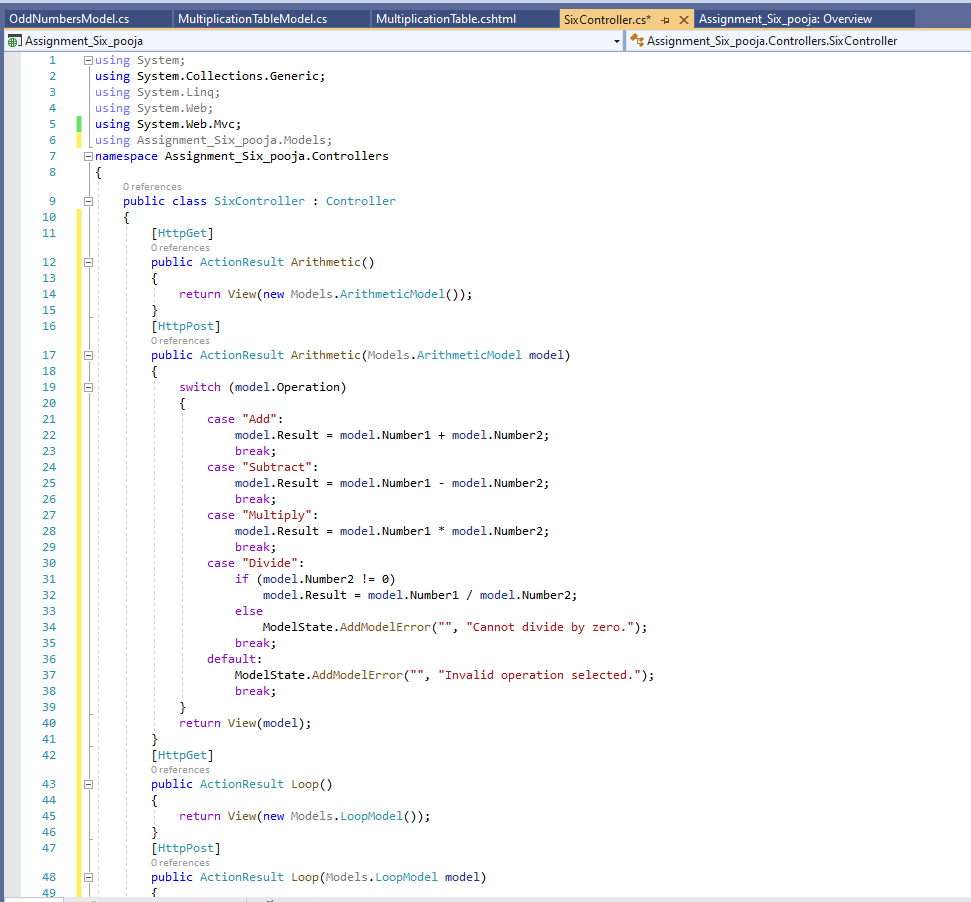 OddNumbersModel.cs MultiplicationTableModel.cs MultiplicationTable.cshtml SixController.cs* Assignment_Six_pooja: Overview
Assignment_Six_pooja Assignment_Six_pooja.Controllers.SixController
1 using System;
2 using System.Collections.Generic;
3 using System.Linq;
4 using System.Web;
5 using System.Web.Mvc;
6 using Assignment_Six_pooja.Models;
7 namespace Assignment_Six_pooja.Controllers
8 {
0 references
9 public class SixController : Controller
10 {
11 [HttpGet]
0 references
12 public ActionResult Arithmetic()
13 {
14 return View(new Models.ArithmeticModel());
15 }
16 [HttpPost]
0 references
17 public ActionResult Arithmetic(Models.ArithmeticModel model)
18 {
19 switch (model.Operation)
20 {
21 case "Add":
22 model.Result = model.Number1 + model.Number2;
23 break;
24 case "Subtract":
25 model.Result = model.Number1 - model.Number2;
26 break;
27 case "Multiply":
28 model.Result = model.Number1 * model.Number2;
29 break;
30 case "Divide":
31 if (model.Number2 != 0)
32 model.Result = model.Number1 / model.Number2;
33 else
34 ModelState.AddModelError("", "Cannot divide by zero.");
35 break;
36 default:
37 ModelState.AddModelError("", "Invalid operation selected.");
38 break;
39 }
40 return View(model);
41 }
42 [HttpGet]
0 references
43 public ActionResult Loop()
44 {
45 return View(new Models.LoopModel());
46 }
47 [HttpPost]
0 references
48 public ActionResult Loop(Models.LoopModel model)
49 {